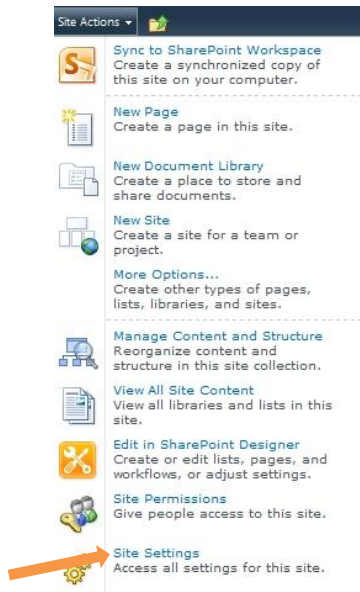 Site Actions
Sync to SharePoint Workspace
Create a synchronized copy of
this site on your computer.
New Page
Create a page in this site.
New Document Library
Create a place to store and
share documents.
New Site
Create a site for a team or
project.
More Options...
Create other types of pages,
lists, libraries, and sites.
Manage Content and Structure
Reorganize content and
structure in this site collection.
View All Site Content
View all libraries and lists in this
site.
Edit in SharePoint Designer
Create or edit lists, pages, and
workflows, or adjust settings.
Site Permissions
Give people access to this site.
Site Settings
Access all settings for this site.